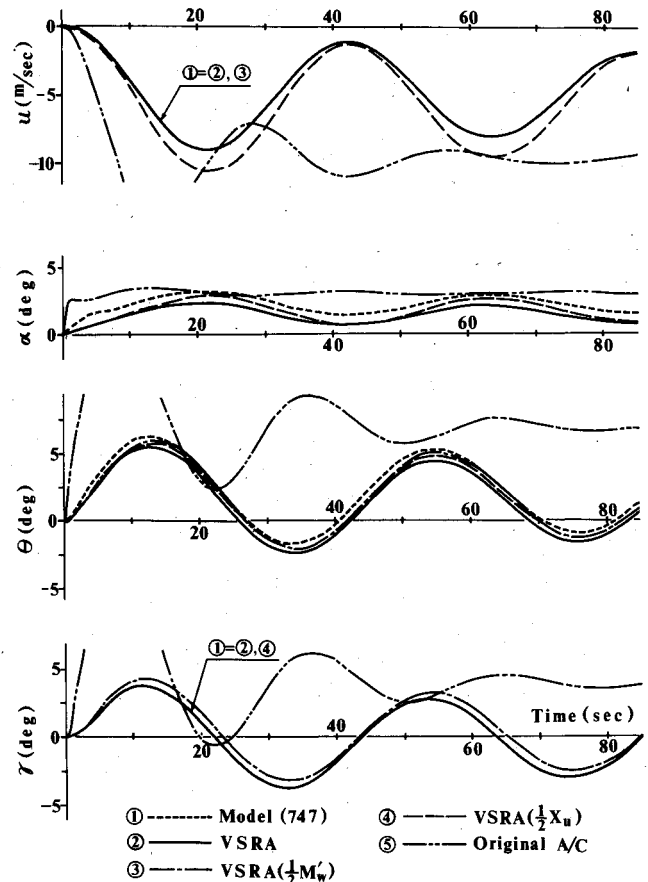 0 20 40 60 80
0
①=②, ③
-5
-10
u (m/sec)
5
0
20 40 60 80
α (deg)
5
0
20 40 60 80
-5
Θ (deg)
①=②, ④
5
Time (sec)
0
20 40 60 80
-5
γ (deg)
① Model (747)
② VSRA
③ VSRA(½M′w)
④ VSRA(½Xu)
⑤ Original A/C